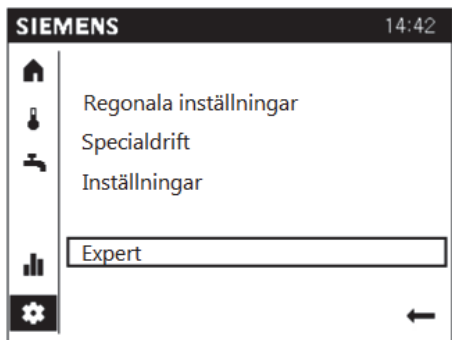 SIEMENS 14:42
Regonala inställningar
Specialdrift
Inställningar
Expert